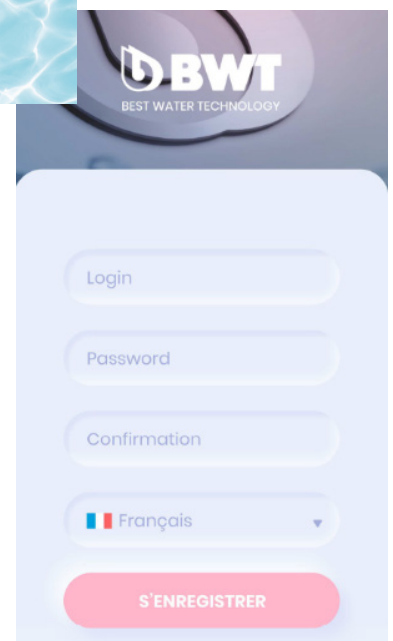 BWT
BEST WATER TECHNOLOGY
Login
Password
Confirmation
Français
S'ENREGISTRER